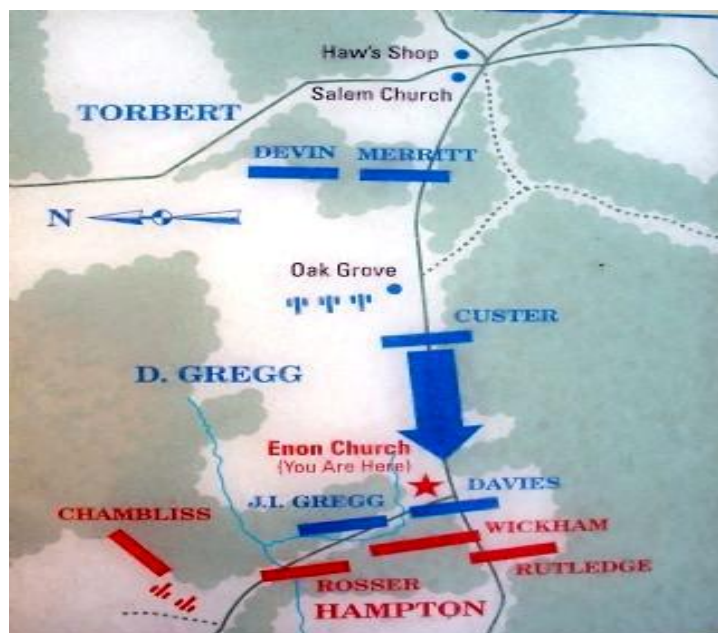 Haw's Shop
Salem Church
TORBERT
DEVIN
MERRITT
N
Oak Grove
CUSTER
D. GREGG
Enon Church
(You Are Here)
J.I. GREGG
DAVIES
CHAMBLISS
WICKHAM
ROSSER
RUTLEDGE
HAMPTON